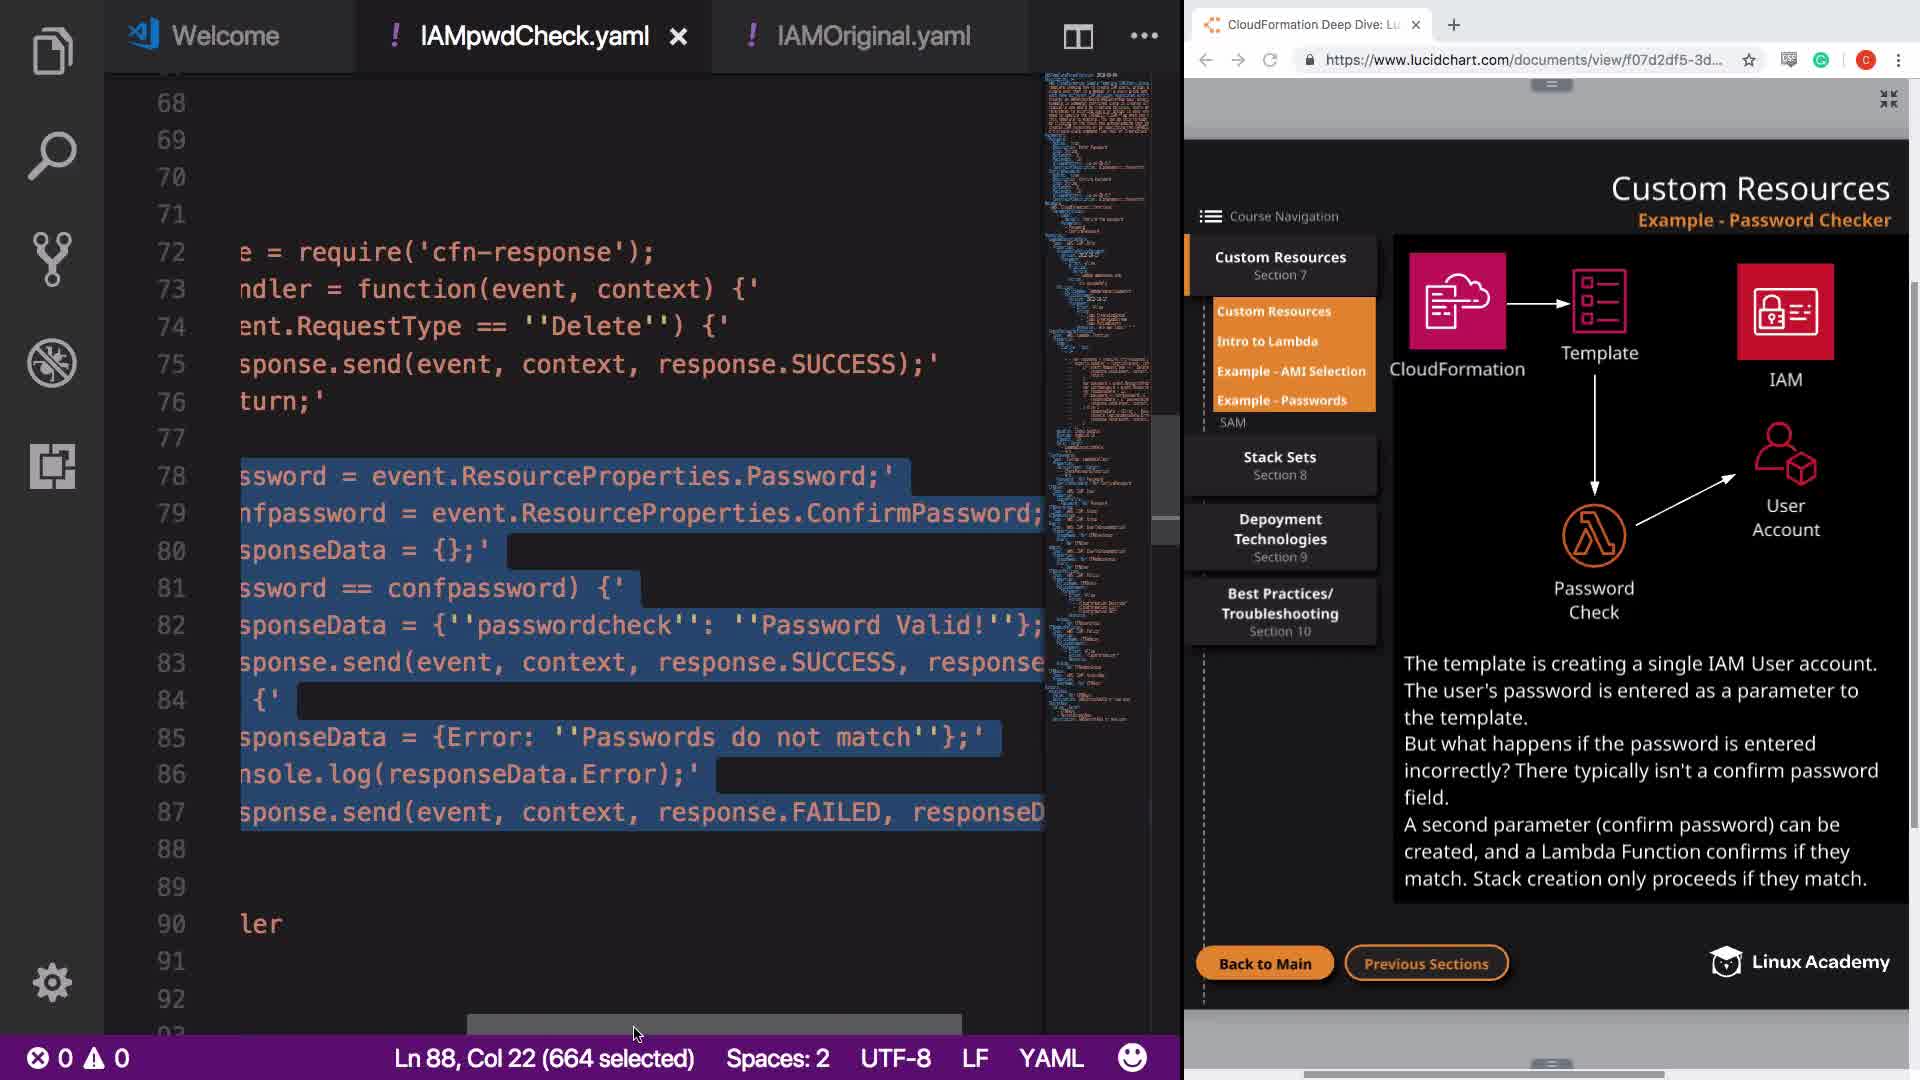 Welcome
! IAMpwdCheck.yaml ×
! IAMOriginal.yaml
68
69
70
71
72 e = require('cfn-response');
73 ndler = function(event, context) {'
74 ent.RequestType == ''Delete'') {'
75 sponse.send(event, context, response.SUCCESS);'
76 turn;'
77
78 ssword = event.ResourceProperties.Password;'
79 nfpassword = event.ResourceProperties.ConfirmPassword;
80 sponseData = {};'
81 ssword == confpassword) {'
82 sponseData = {''passwordcheck'': ''Password Valid!''};
83 sponse.send(event, context, response.SUCCESS, response
84 {'
85 sponseData = {Error: ''Passwords do not match''};'
86 nsole.log(responseData.Error);'
87 sponse.send(event, context, response.FAILED, responseD
88
89
90 ler
91
92
93
0 0
Ln 88, Col 22 (664 selected)
Spaces: 2
UTF-8
LF
YAML
CloudFormation Deep Dive: Lu
https://www.lucidchart.com/documents/view/f07d2df5-3d...
C
Custom Resources
Example - Password Checker
Course Navigation
Custom Resources
Section 7
Custom Resources
Intro to Lambda
Example - AMI Selection
Example - Passwords
SAM
Stack Sets
Section 8
Depoyment
Technologies
Section 9
Best Practices/
Troubleshooting
Section 10
CloudFormation
Template
IAM
User
Account
Password
Check
The template is creating a single IAM User account.
The user's password is entered as a parameter to
the template.
But what happens if the password is entered
incorrectly? There typically isn't a confirm password
field.
A second parameter (confirm password) can be
created, and a Lambda Function confirms if they
match. Stack creation only proceeds if they match.
Back to Main
Previous Sections
Linux Academy